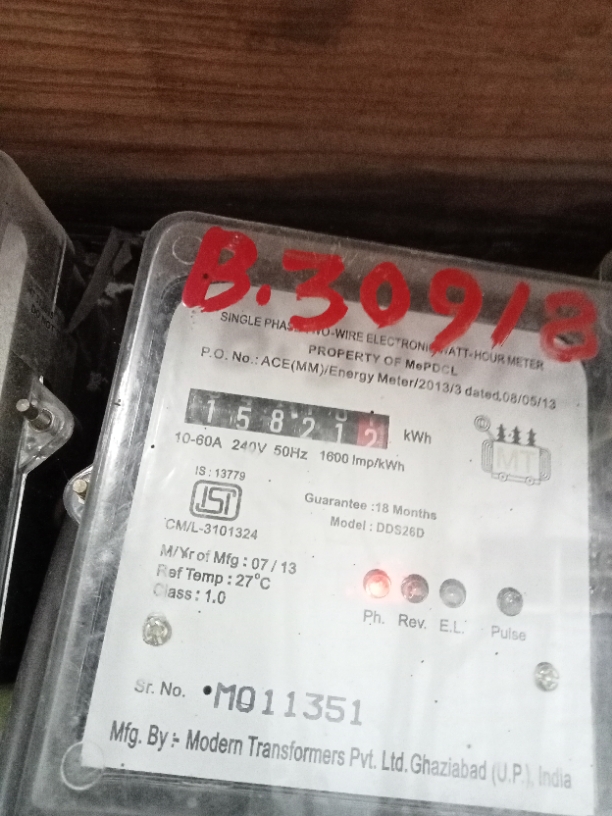 B.309/8
SINGLE PHASE TWO-WIRE ELECTRONIC WATT-HOUR METER
PROPERTY OF MePDCL
P.O. No.: ACE(MM)/Energy Meter/2013/3 dated.08/05/13
158212 kWh
10-60A 240V 50Hz 1600 Imp/kWh
MT
IS : 13779
ISI
CM/L-3101324
Guarantee :18 Months
Model : DDS26D
M/Yr of Mfg : 07 / 13
Ref Temp : 27°C
Class : 1.0
Ph. Rev. E.L. Pulse
Sr. No. •M011351
Mfg. By :- Modern Transformers Pvt. Ltd. Ghaziabad (U.P.), India